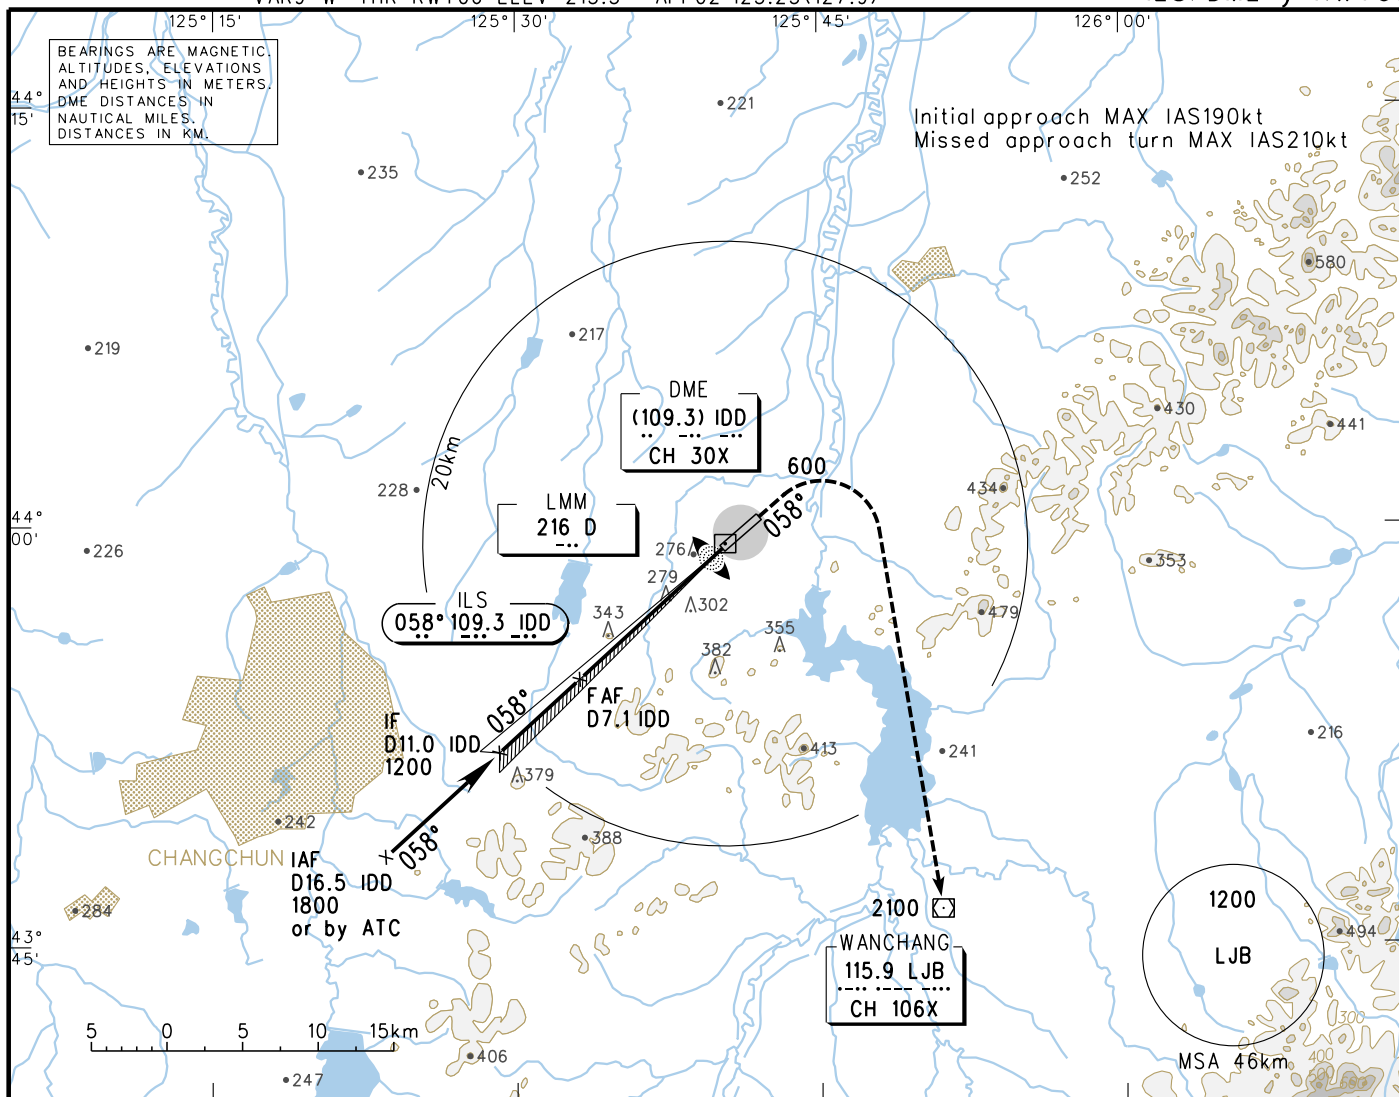 125°15'
125°30'
125°45'
126°00'
BEARINGS ARE MAGNETIC.
ALTITUDES, ELEVATIONS
AND HEIGHTS IN METERS.
DME DISTANCES IN
NAUTICAL MILES.
DISTANCES IN KM.
44°
15'
221
Initial approach MAX IAS190kt
Missed approach turn MAX IAS210kt
235
252
580
219
217
DME
(109.3) IDD
CH 30X
430
441
20km
600
228
434
LMM
216 D
058°
44°
00'
226
276
353
279
302
ILS
058° 109.3 IDD
343
479
355
382
058°
FAF
D7.1 IDD
IF
D11.0 IDD
1200
216
413
241
379
242
388
058°
CHANGCHUN
IAF
D16.5 IDD
1800
or by ATC
284
2100
1200
494
43°
45'
WANCHANG
115.9 LJB
CH 106X
LJB
300
5 0 5 10 15km
406
MSA 46km
400
500
600
247